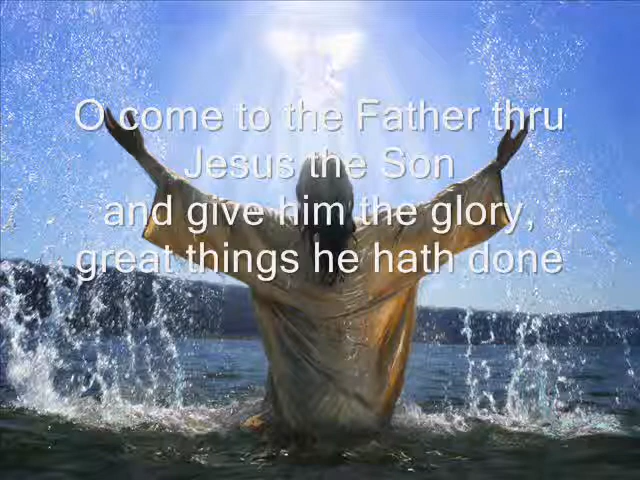 O come to the Father thru
Jesus the Son
and give him the glory,
great things he hath done